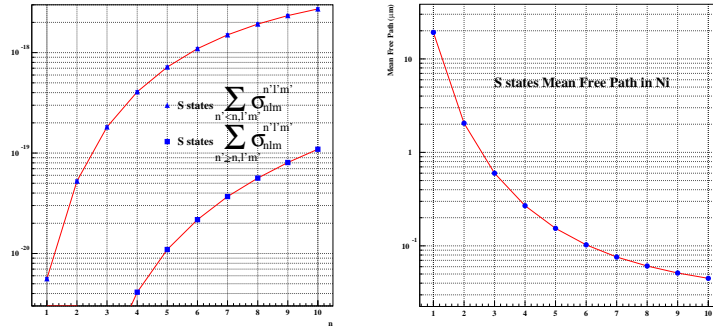 10 -18
10 -19
10 -20
S states ∑ σ n'l'm' nlm
n'<n,l'm'
S states ∑ σ n'l'm' nlm
n'≥n,l'm'
1 2 3 4 5 6 7 8 9 10
n
Mean Free Path (μm)
10
1
10 -1
S states Mean Free Path in Ni
1 2 3 4 5 6 7 8 9 10